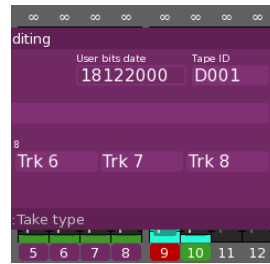 ∞ ∞ ∞ ∞ ∞ ∞ ∞ ∞
diting
User bits date Tape ID
18122000 D001
8
Trk 6 Trk 7 Trk 8
:Take type
5 6 7 8 9 10 11 12